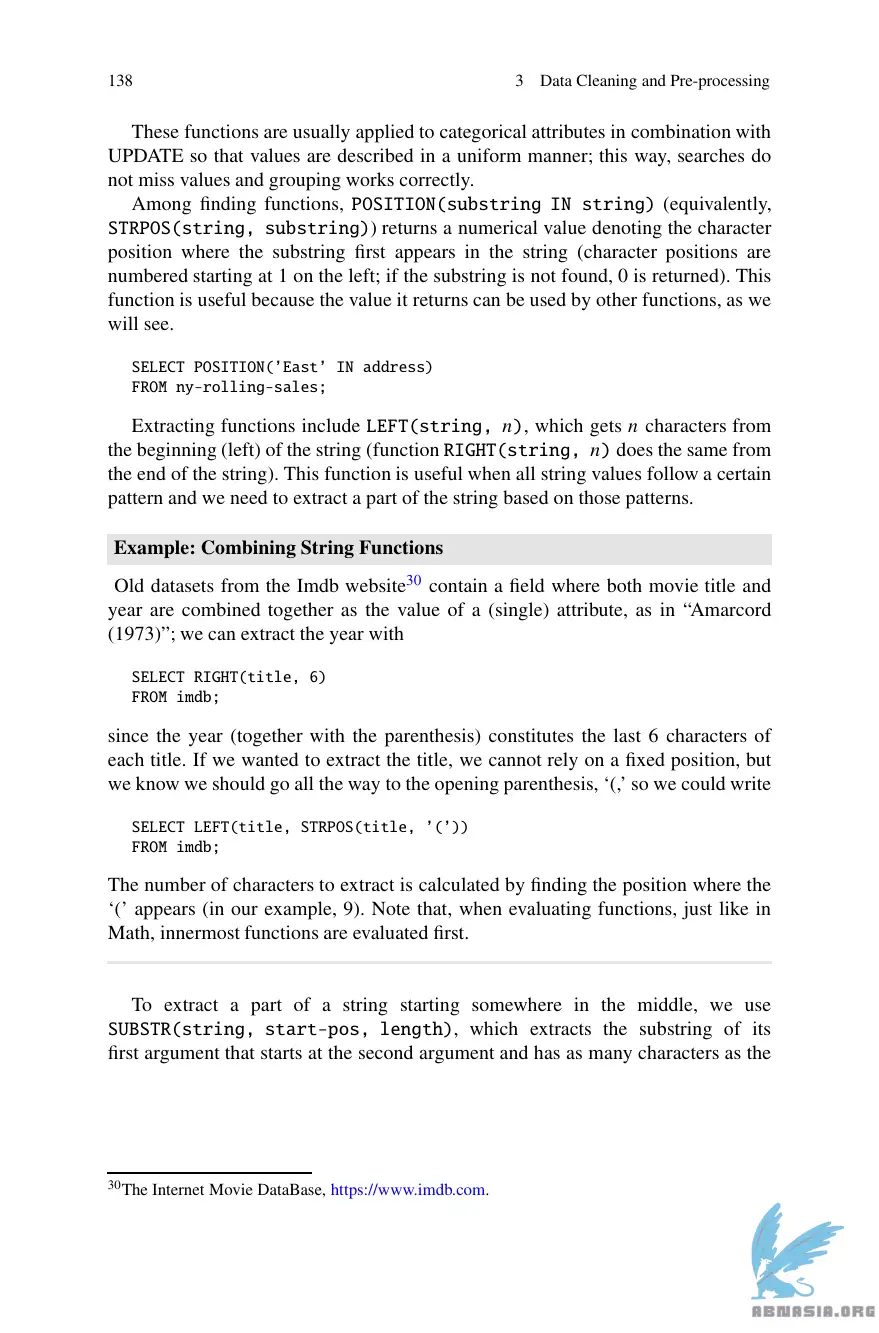 138
3 Data Cleaning and Pre-processing
These functions are usually applied to categorical attributes in combination with
UPDATE so that values are described in a uniform manner; this way, searches do
not miss values and grouping works correctly.
Among finding functions, POSITION(substring IN string) (equivalently,
STRPOS(string, substring)) returns a numerical value denoting the character
position where the substring first appears in the string (character positions are
numbered starting at 1 on the left; if the substring is not found, 0 is returned). This
function is useful because the value it returns can be used by other functions, as we
will see.
SELECT POSITION(’East’ IN address)
FROM ny-rolling-sales;
Extracting functions include LEFT(string, n), which gets n characters from
the beginning (left) of the string (function RIGHT(string, n) does the same from
the end of the string). This function is useful when all string values follow a certain
pattern and we need to extract a part of the string based on those patterns.
Example: Combining String Functions
Old datasets from the Imdb website30 contain a field where both movie title and
year are combined together as the value of a (single) attribute, as in “Amarcord
(1973)”; we can extract the year with
SELECT RIGHT(title, 6)
FROM imdb;
since the year (together with the parenthesis) constitutes the last 6 characters of
each title. If we wanted to extract the title, we cannot rely on a fixed position, but
we know we should go all the way to the opening parenthesis, ‘(,’ so we could write
SELECT LEFT(title, STRPOS(title, ’(’))
FROM imdb;
The number of characters to extract is calculated by finding the position where the
‘(’ appears (in our example, 9). Note that, when evaluating functions, just like in
Math, innermost functions are evaluated first.
To extract a part of a string starting somewhere in the middle, we use
SUBSTR(string, start-pos, length), which extracts the substring of its
first argument that starts at the second argument and has as many characters as the
30The Internet Movie DataBase, https://www.imdb.com.
ABNASIA.ORG